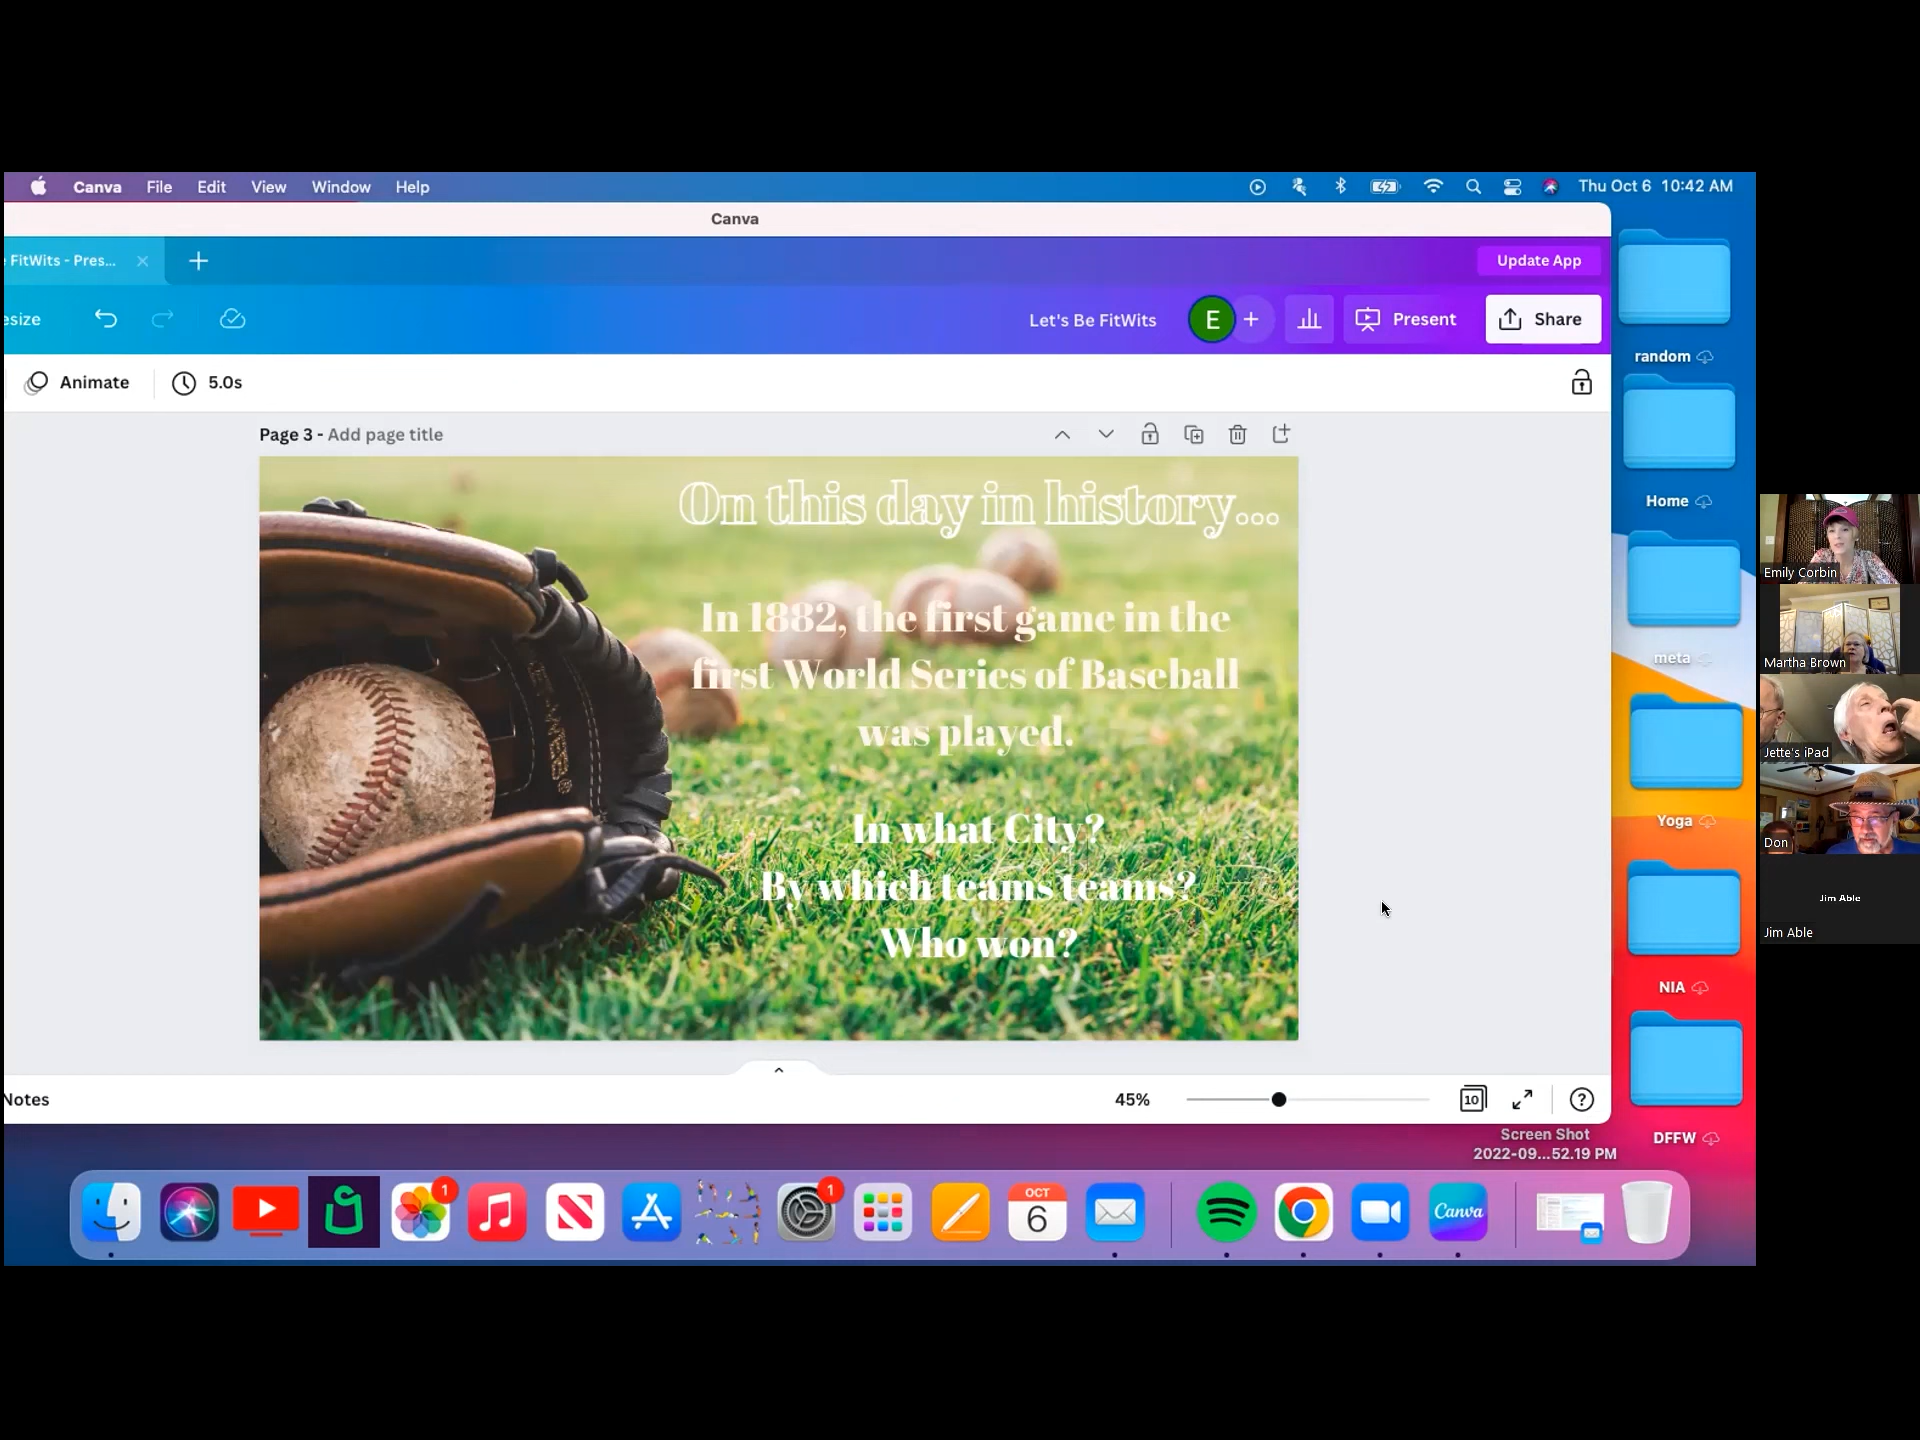 Canva File Edit View Window Help Thu Oct 6 10:42 AM
Canva
FitWits - Pres... Update App
esize Let's Be FitWits E Present Share
Animate 5.0s
Page 3 - Add page title
On this day in history...
In 1882, the first game in the
first World Series of Baseball
was played.
In what City?
By which teams teams?
Who won?
Notes 45% 10
random
Home
meta
Yoga
NIA
DFFW
Screen Shot
2022-09...52.19 PM
1
1
OCT
6
Canva
Emily Corbin
Martha Brown
Jette's iPad
Don
Jim Able
Jim Able